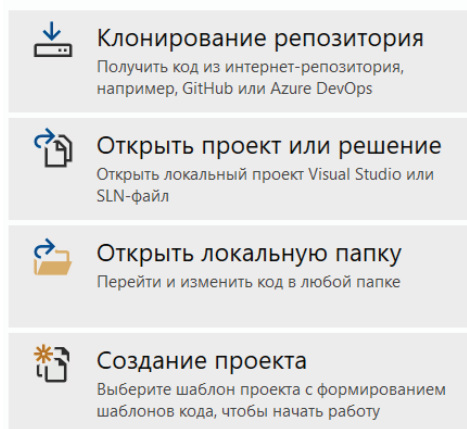 Клонирование репозитория
Получить код из интернет-репозитория,
например, GitHub или Azure DevOps
Открыть проект или решение
Открыть локальный проект Visual Studio или
SLN-файл
Открыть локальную папку
Перейти и изменить код в любой папке
Создание проекта
Выберите шаблон проекта с формированием
шаблонов кода, чтобы начать работу